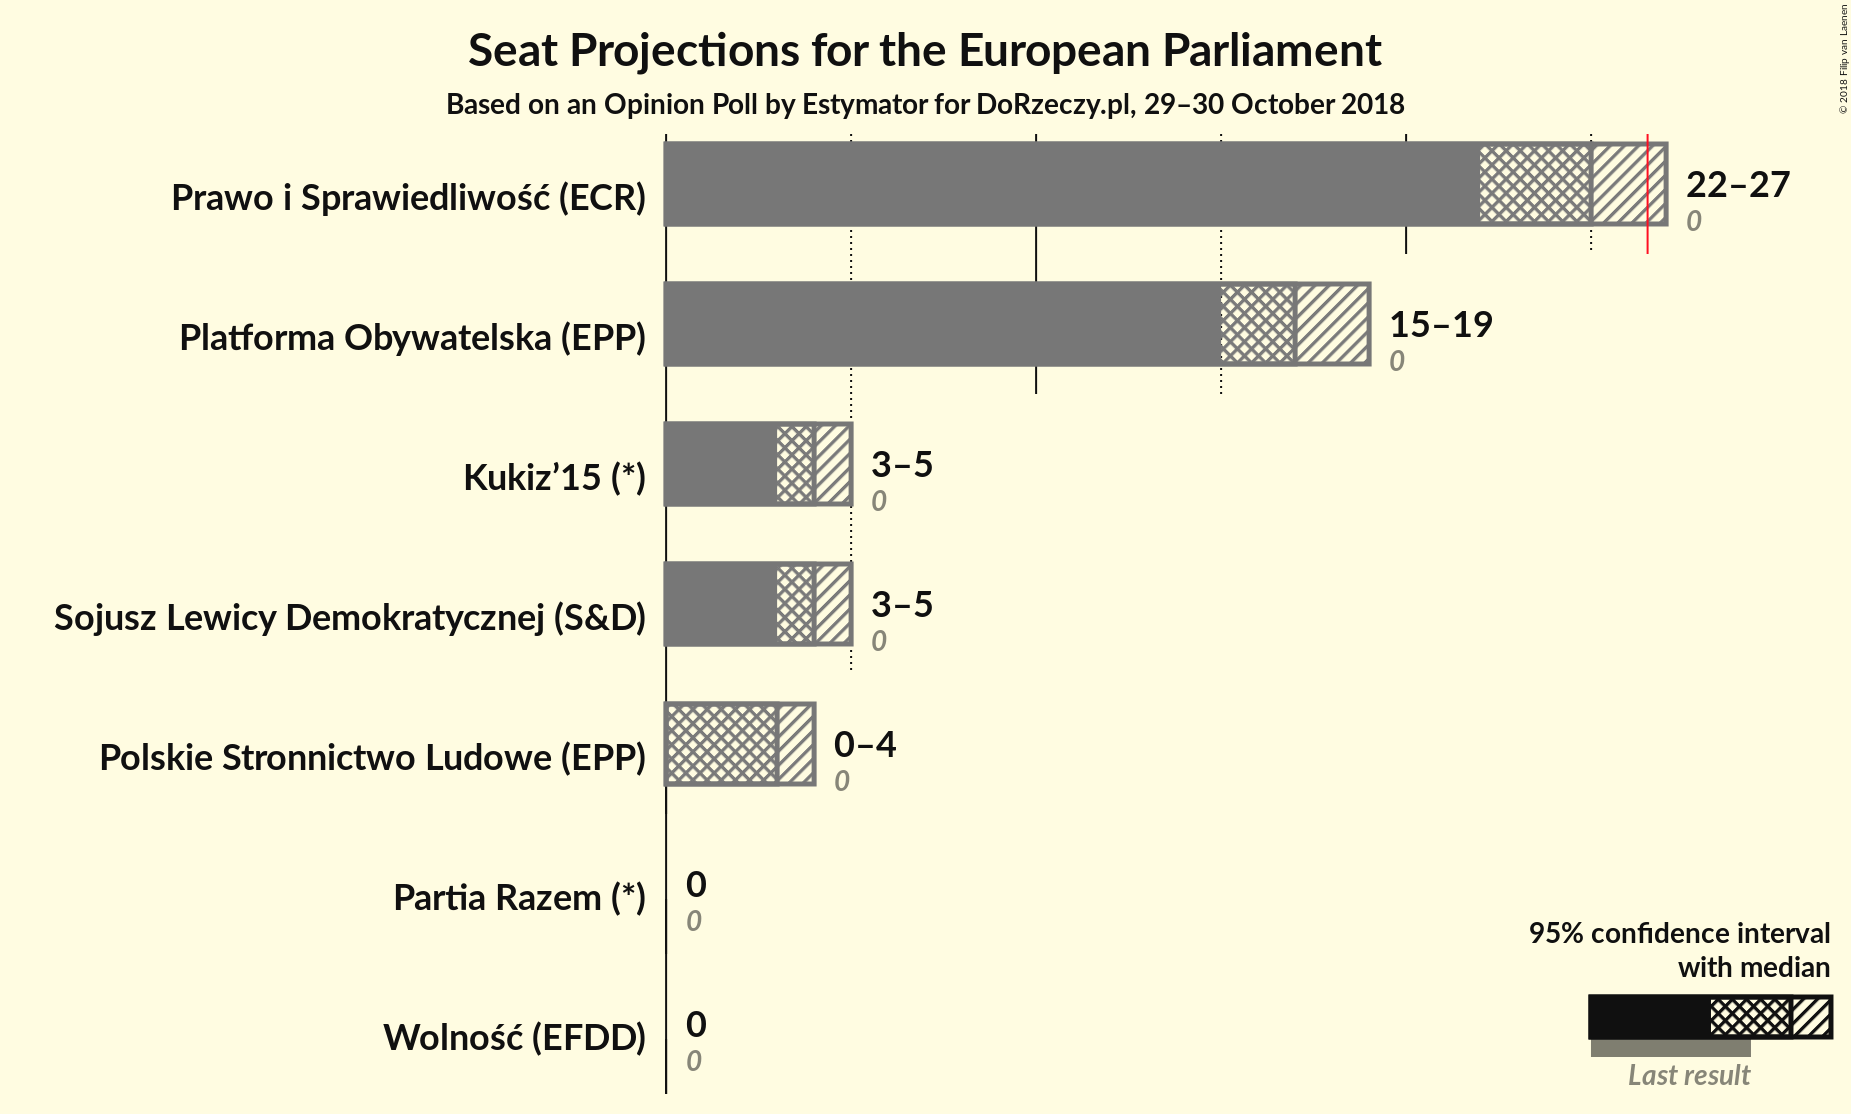 Seat Projections for the European Parliament
Based on an Opinion Poll by Estymator for DoRzeczy.pl, 29–30 October 2018
© 2018 Filip van Laenen
Prawo i Sprawiedliwość (ECR)
22–27
0
Platforma Obywatelska (EPP)
15–19
0
Kukiz’15 (*)
3–5
0
Sojusz Lewicy Demokratycznej (S&D)
3–5
0
Polskie Stronnictwo Ludowe (EPP)
0–4
0
Partia Razem (*)
0
0
Wolność (EFDD)
0
0
95% confidence interval
with median
Last result